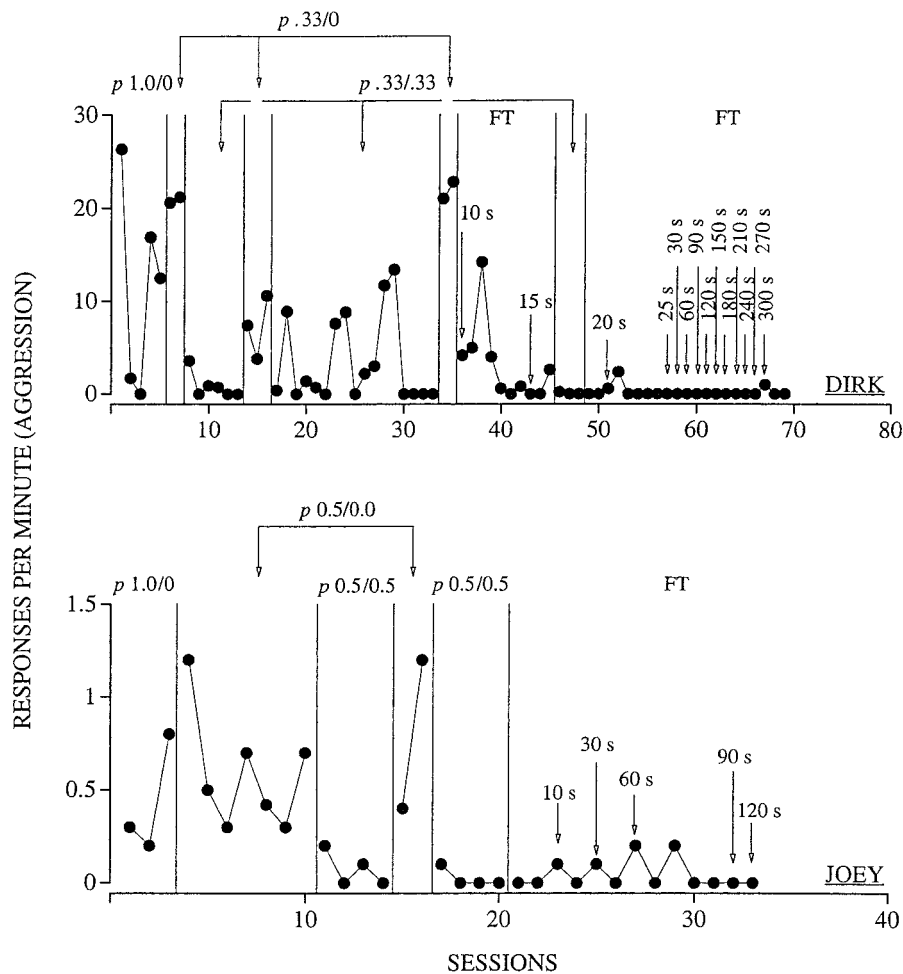 p .33/0
p 1.0/0
p .33/.33
FT
FT
30
20
10
0
10 s
15 s
20 s
25 s
30 s
60 s
90 s
120 s
150 s
180 s
210 s
240 s
270 s
300 s
DIRK
10
20
30
40
50
60
70
80
RESPONSES PER MINUTE (AGGRESSION)
p 0.5/0.0
p 1.0/0
p 0.5/0.5
p 0.5/0.5
FT
1.5
1
0.5
0
10 s
30 s
60 s
90 s
120 s
JOEY
10
20
30
40
SESSIONS